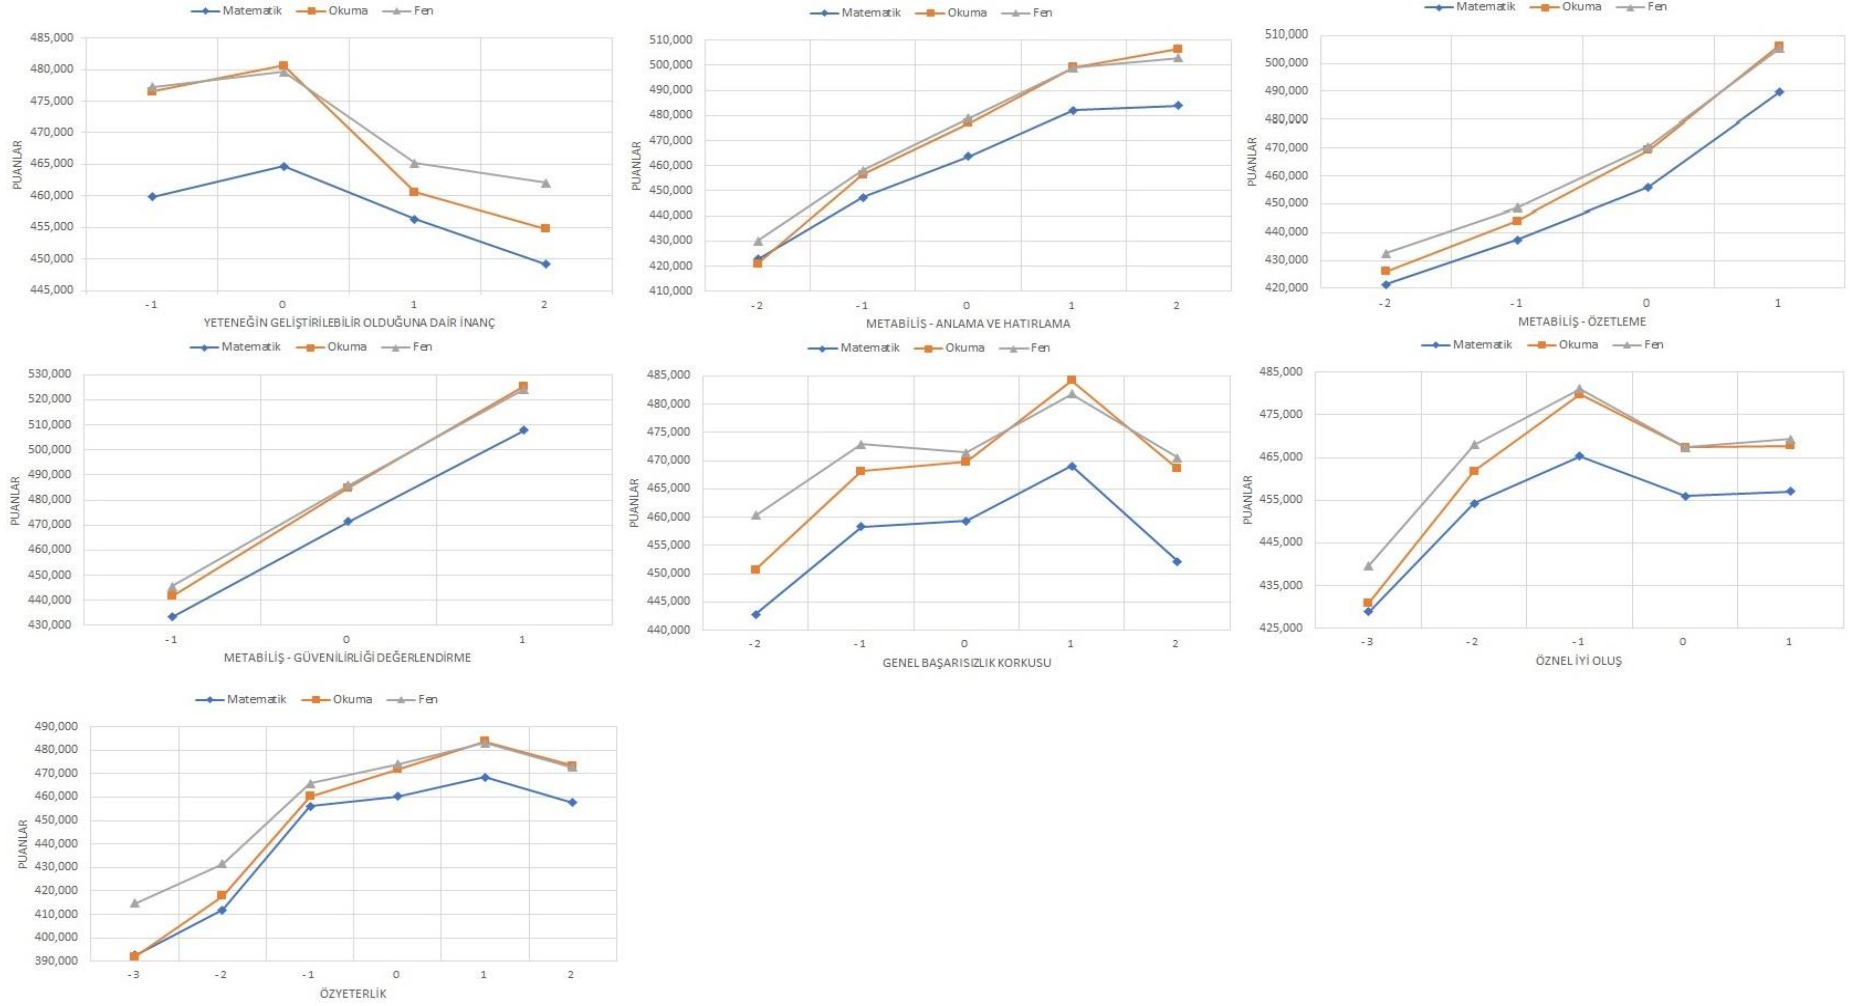 Matematik Okuma Fen
485,000
480,000
475,000
470,000
465,000
460,000
455,000
450,000
445,000
PUANLAR
-1 0 1 2
YETENEĞİN GELİŞTİRİLEBİLİR OLDUĞUNA DAİR İNANÇ
Matematik Okuma Fen
510,000
500,000
490,000
480,000
470,000
460,000
450,000
440,000
430,000
420,000
410,000
PUANLAR
-2 -1 0 1 2
METABİLİŞ - ANLAMA VE HATIRLAMA
Matematik Okuma Fen
510,000
500,000
490,000
480,000
470,000
460,000
450,000
440,000
430,000
420,000
PUANLAR
-2 -1 0 1
METABİLİŞ - ÖZETLEME
Matematik Okuma Fen
530,000
520,000
510,000
500,000
490,000
480,000
470,000
460,000
450,000
440,000
430,000
PUANLAR
-1 0 1
METABİLİŞ - GÜVENİLİRLİĞİ DEĞERLENDİRME
Matematik Okuma Fen
485,000
480,000
475,000
470,000
465,000
460,000
455,000
450,000
445,000
440,000
PUANLAR
-2 -1 0 1 2
GENEL BAŞARISIZLIK KORKUSU
Matematik Okuma Fen
485,000
475,000
465,000
455,000
445,000
435,000
425,000
PUANLAR
-3 -2 -1 0 1
ÖZNEL İYİ OLUŞ
Matematik Okuma Fen
490,000
480,000
470,000
460,000
450,000
440,000
430,000
420,000
410,000
400,000
390,000
PUANLAR
-3 -2 -1 0 1 2
ÖZYETERLİK